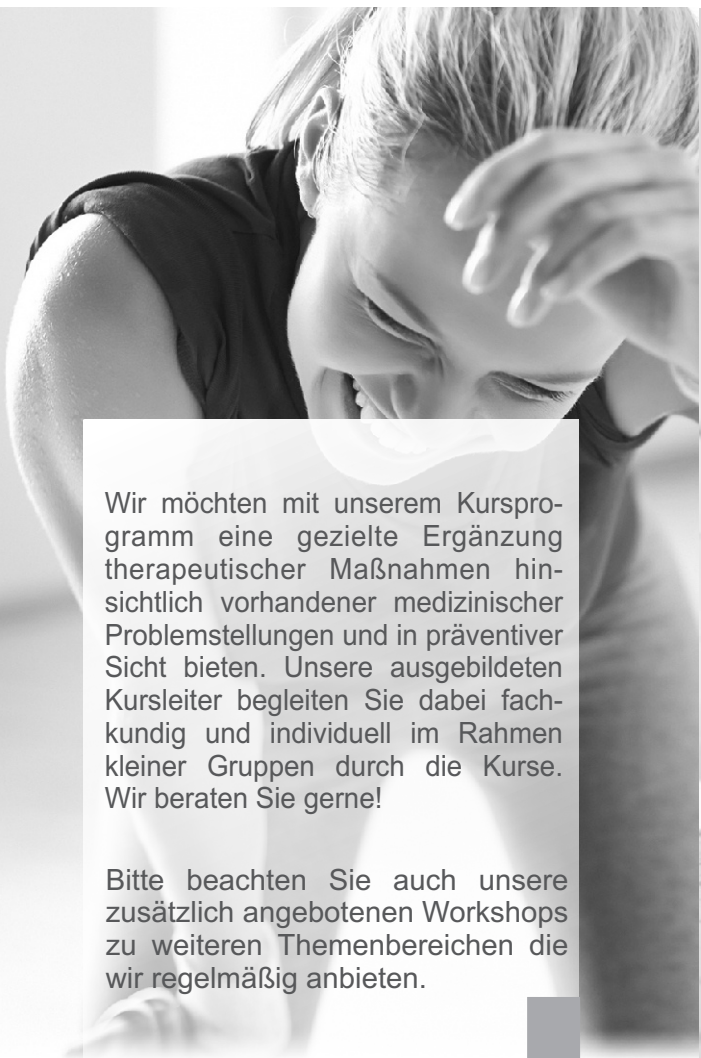 Wir möchten mit unserem Kurspro-
gramm eine gezielte Ergänzung
therapeutischer Maßnahmen hin-
sichtlich vorhandener medizinischer
Problemstellungen und in präventiver
Sicht bieten. Unsere ausgebildeten
Kursleiter begleiten Sie dabei fach-
kundig und individuell im Rahmen
kleiner Gruppen durch die Kurse.
Wir beraten Sie gerne!
Bitte beachten Sie auch unsere
zusätzlich angebotenen Workshops
zu weiteren Themenbereichen die
wir regelmäßig anbieten.